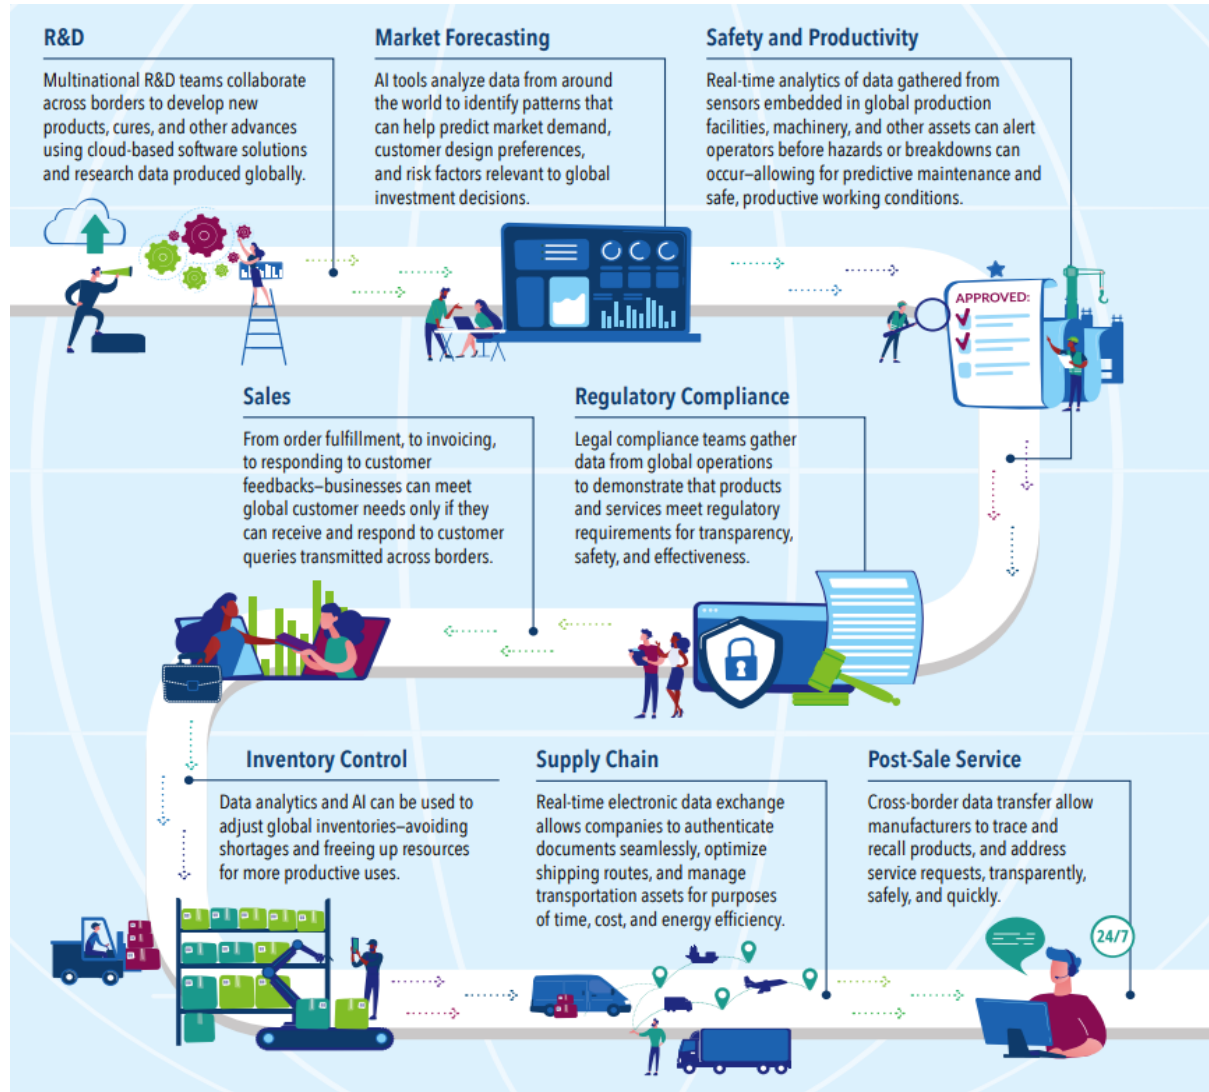 R&D
Multinational R&D teams collaborate
across borders to develop new
products, cures, and other advances
using cloud-based software solutions
and research data produced globally.
Market Forecasting
AI tools analyze data from around
the world to identify patterns that
can help predict market demand,
customer design preferences,
and risk factors relevant to global
investment decisions.
Safety and Productivity
Real-time analytics of data gathered from
sensors embedded in global production
facilities, machinery, and other assets can alert
operators before hazards or breakdowns can
occur—allowing for predictive maintenance and
safe, productive working conditions.
APPROVED:
Sales
From order fulfillment, to invoicing,
to responding to customer
feedbacks—businesses can meet
global customer needs only if they
can receive and respond to customer
queries transmitted across borders.
Regulatory Compliance
Legal compliance teams gather
data from global operations
to demonstrate that products
and services meet regulatory
requirements for transparency,
safety, and effectiveness.
Inventory Control
Data analytics and AI can be used to
adjust global inventories—avoiding
shortages and freeing up resources
for more productive uses.
Supply Chain
Real-time electronic data exchange
allows companies to authenticate
documents seamlessly, optimize
shipping routes, and manage
transportation assets for purposes
of time, cost, and energy efficiency.
Post-Sale Service
Cross-border data transfer allow
manufacturers to trace and
recall products, and address
service requests, transparently,
safely, and quickly.
24/7